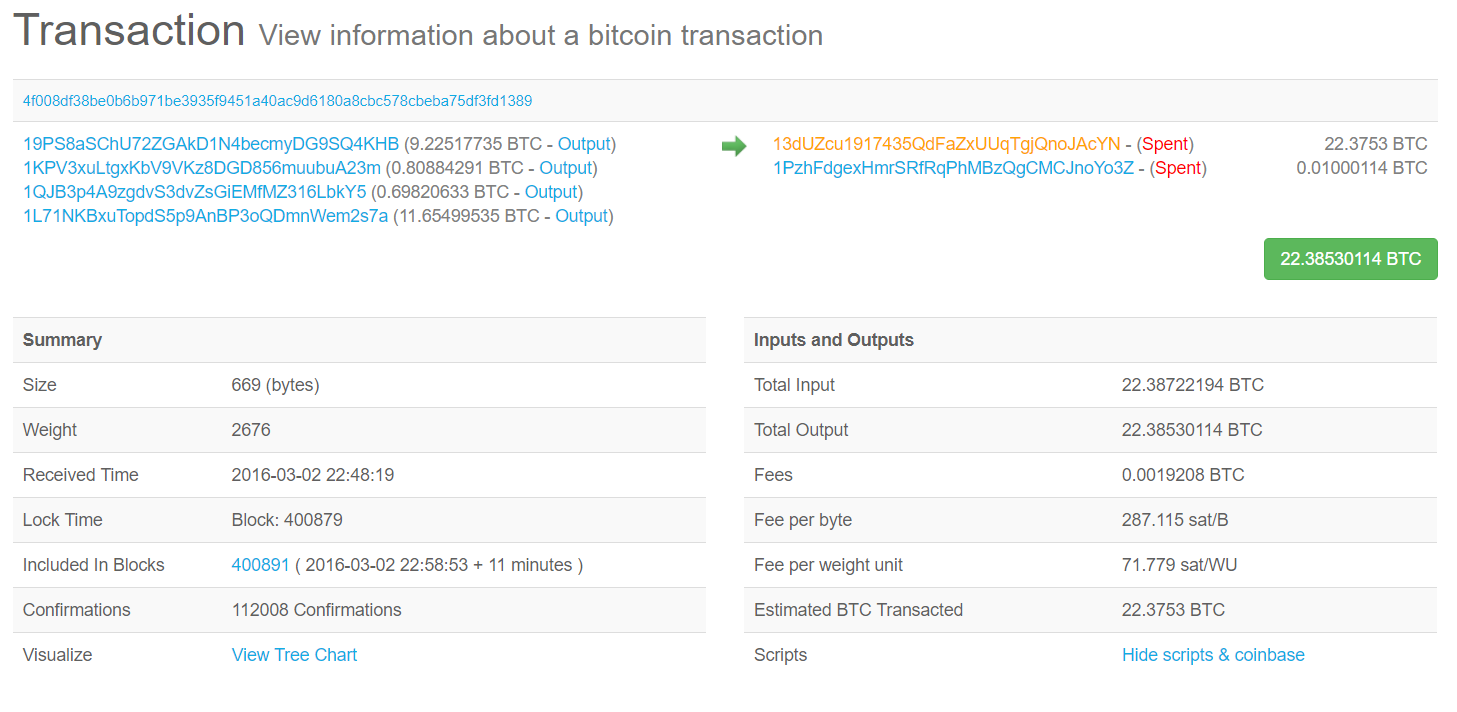 Transaction View information about a bitcoin transaction
4f008df38be0b6b971be3935f9451a40ac9d6180a8cbc578cbeba75df3fd1389
19PS8aSChU72ZGAkD1N4becmyDG9SQ4KHB (9.22517735 BTC - Output)
1KPV3xuLtgxKbV9VKz8DGD856muubuA23m (0.80884291 BTC - Output)
1QJB3p4A9zgdvS3dvZsGiEMfMZ316LbkY5 (0.69820633 BTC - Output)
1L71NKBxuTopdS5p9AnBP3oQDmnWem2s7a (11.65499535 BTC - Output)
13dUZcu1917435QdFaZxUUqTgjQnoJAcYN - (Spent) 22.3753 BTC
1PzhFdgexHmrSRfRqPhMBzQgCMCJnoYo3Z - (Spent) 0.01000114 BTC
22.38530114 BTC
Summary
Size 669 (bytes)
Weight 2676
Received Time 2016-03-02 22:48:19
Lock Time Block: 400879
Included In Blocks 400891 ( 2016-03-02 22:58:53 + 11 minutes )
Confirmations 112008 Confirmations
Visualize View Tree Chart
Inputs and Outputs
Total Input 22.38722194 BTC
Total Output 22.38530114 BTC
Fees 0.0019208 BTC
Fee per byte 287.115 sat/B
Fee per weight unit 71.779 sat/WU
Estimated BTC Transacted 22.3753 BTC
Scripts Hide scripts & coinbase